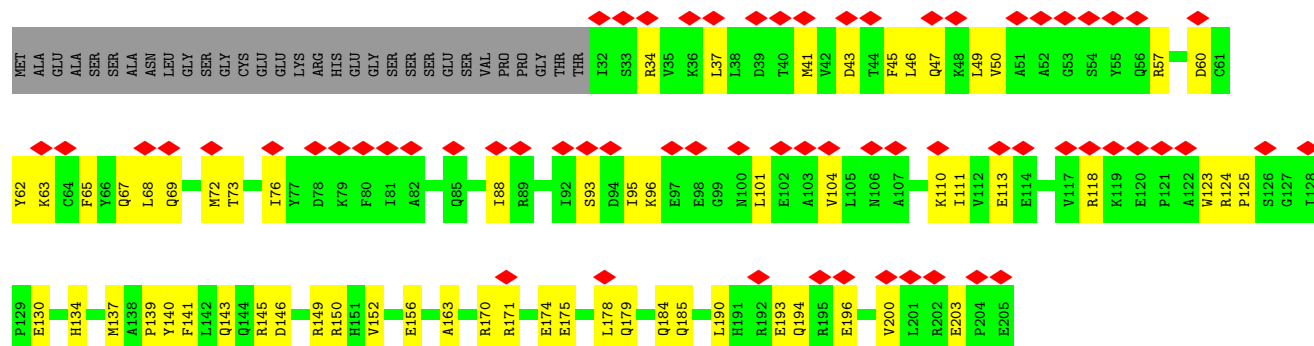 MET ALA GLU ALA SER SER ALA ASN LEU GLY SER GLY CYS GLU GLU LYS ARG HIS GLU GLY SER SER SER GLU SER VAL PRO PRO GLY THR THR I32 S33 R34 V35 K36 L37 L38 D39 T40 M41 V42 D43 T44 F45 L46 Q47 K48 L49 V50 A51 A52 G53 S54 Y55 Q56 R57 D60 C61
Y62 K63 C64 F65 Y66 Q67 L68 Q69 M72 T73 I76 Y77 D78 K79 F80 I81 A82 Q85 I88 R89 I92 S93 D94 I95 K96 E97 E98 G99 N100 L101 E102 A103 V104 L105 N106 A107 K110 I111 V112 E113 E114 V117 R118 K119 E120 P121 A122 W123 R124 P125 S126 G127 I128
P129 E130 H134 M137 A138 P139 Y140 F141 L142 Q143 Q144 R145 D146 R149 R150 H151 V152 E156 A163 R170 R171 E174 E175 L178 Q179 Q184 Q185 L190 H191 R192 E193 Q194 R195 E196 V200 L201 R202 E203 P204 E205